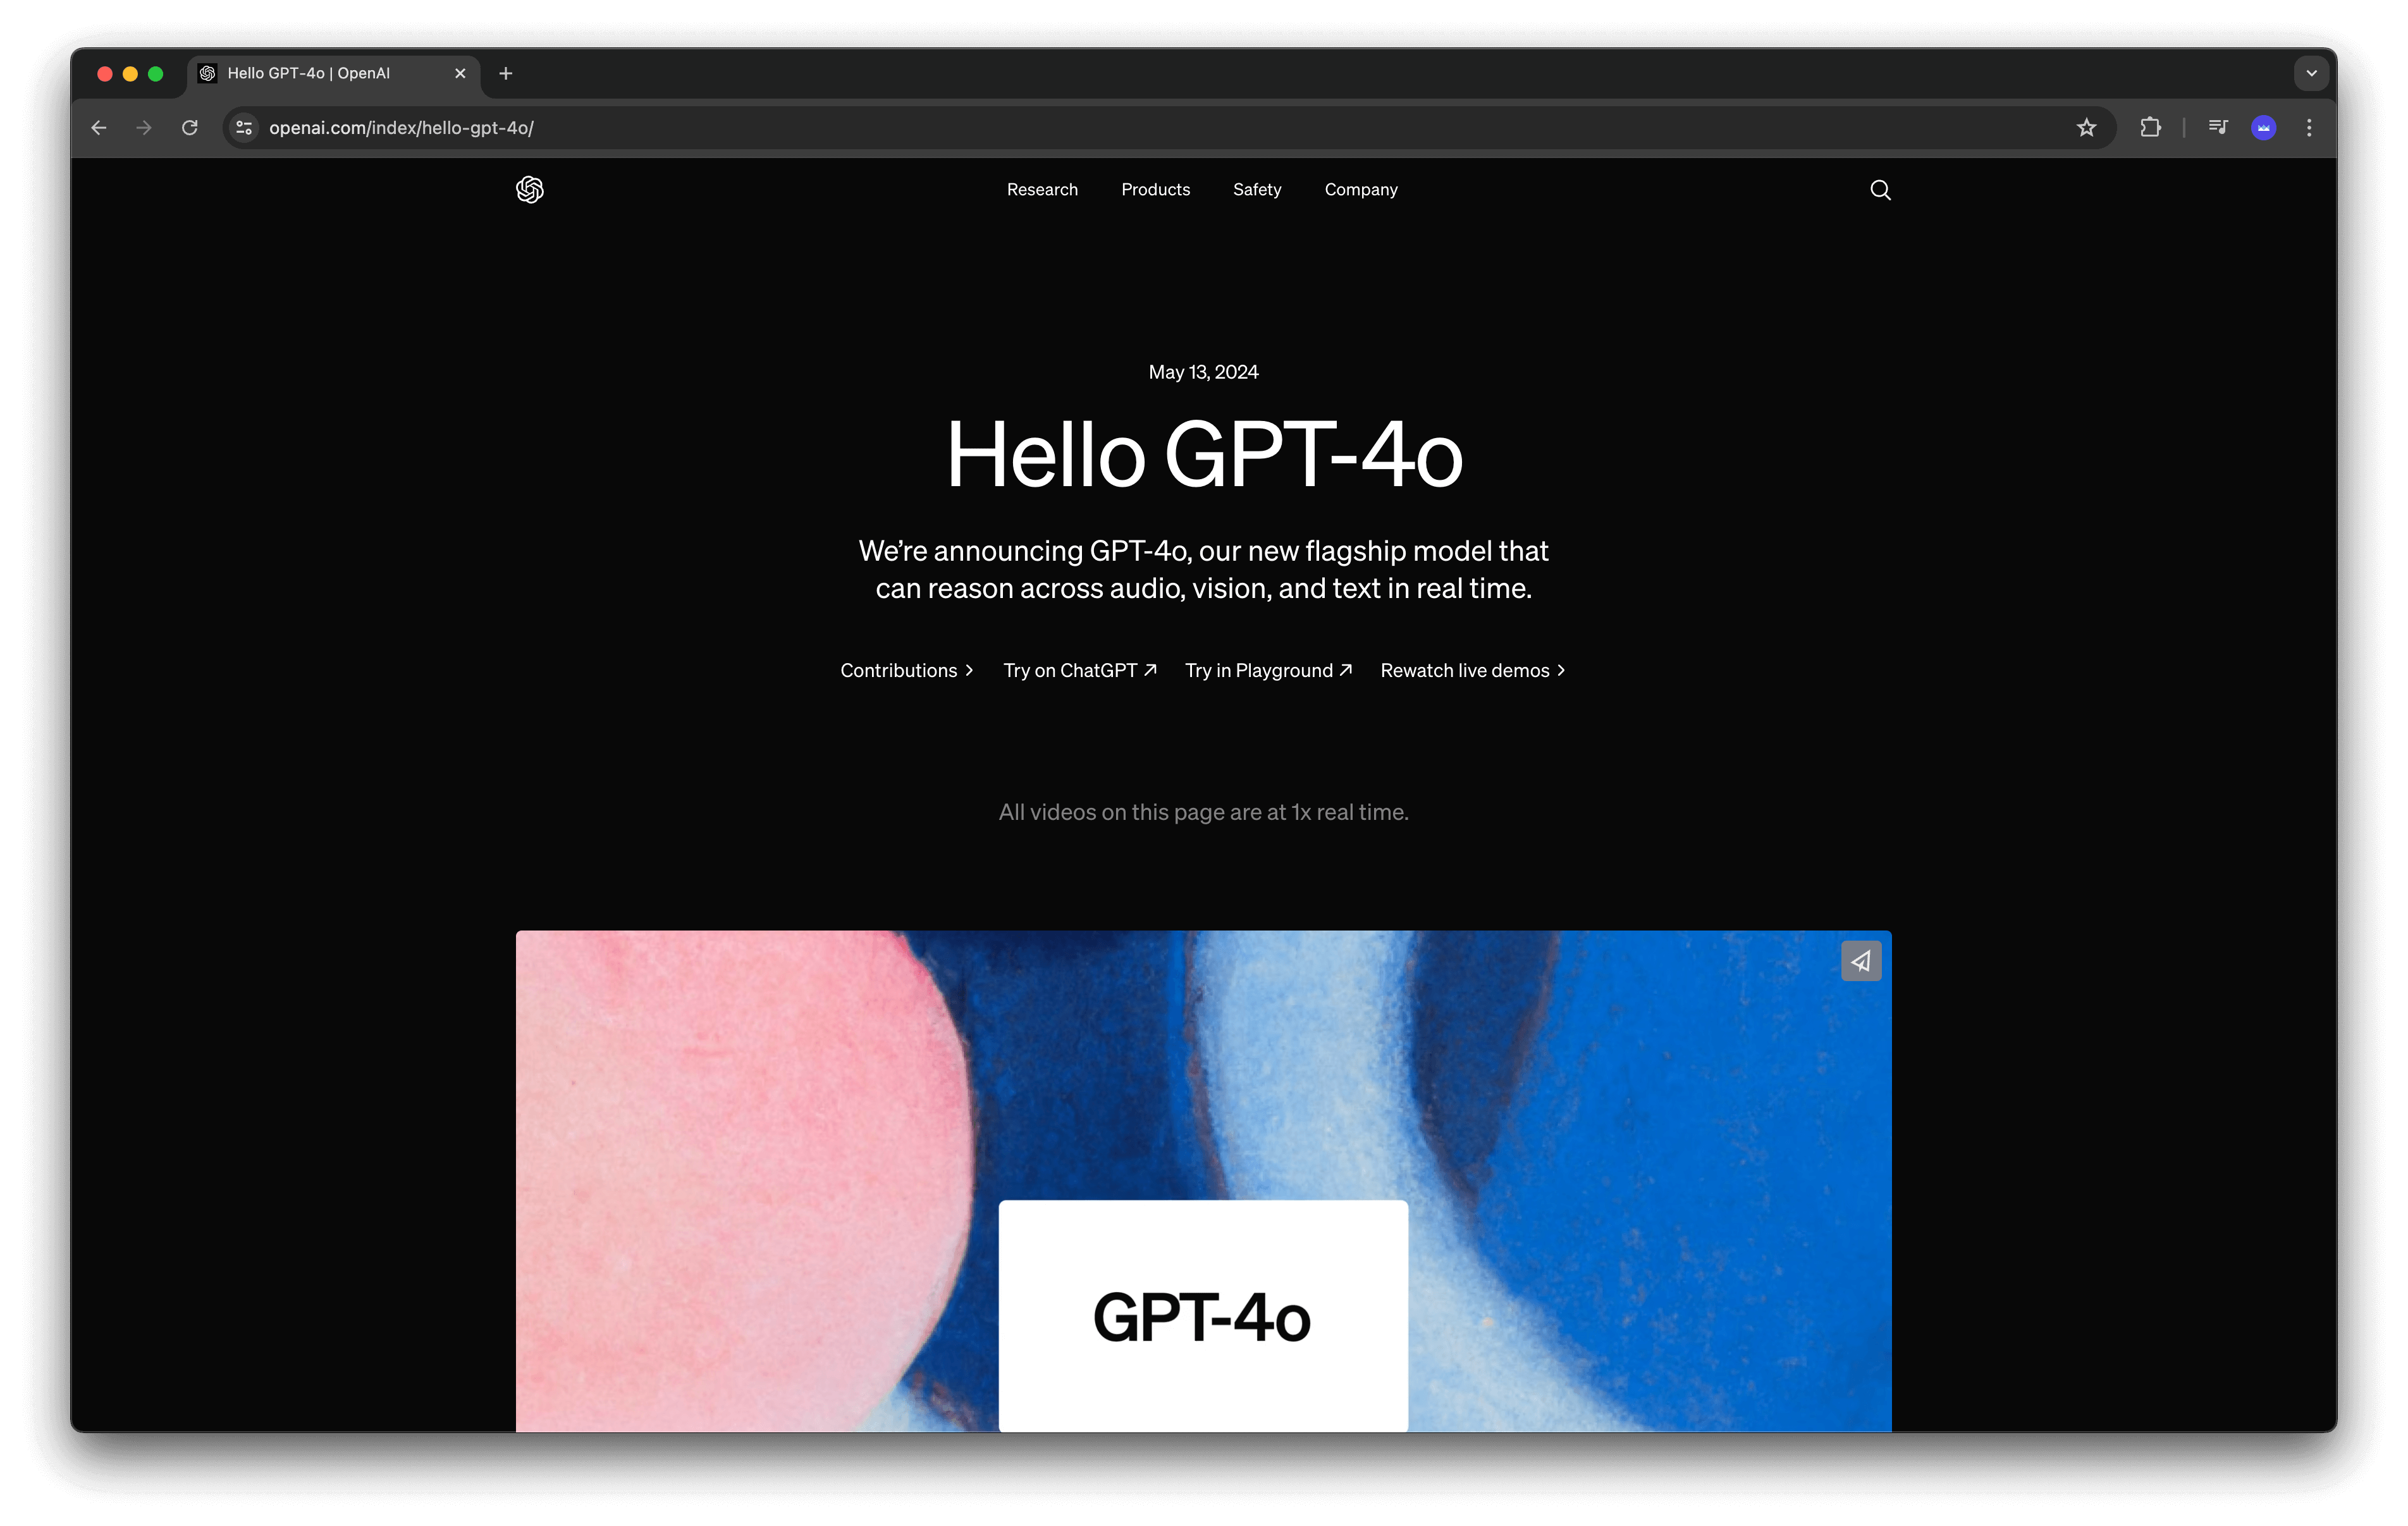 Hello GPT-4o | OpenAI
openai.com/index/hello-gpt-4o/
Research Products Safety Company
May 13, 2024
Hello GPT-4o
We’re announcing GPT-4o, our new flagship model that
can reason across audio, vision, and text in real time.
Contributions Try on ChatGPT Try in Playground Rewatch live demos
All videos on this page are at 1x real time.
GPT-4o